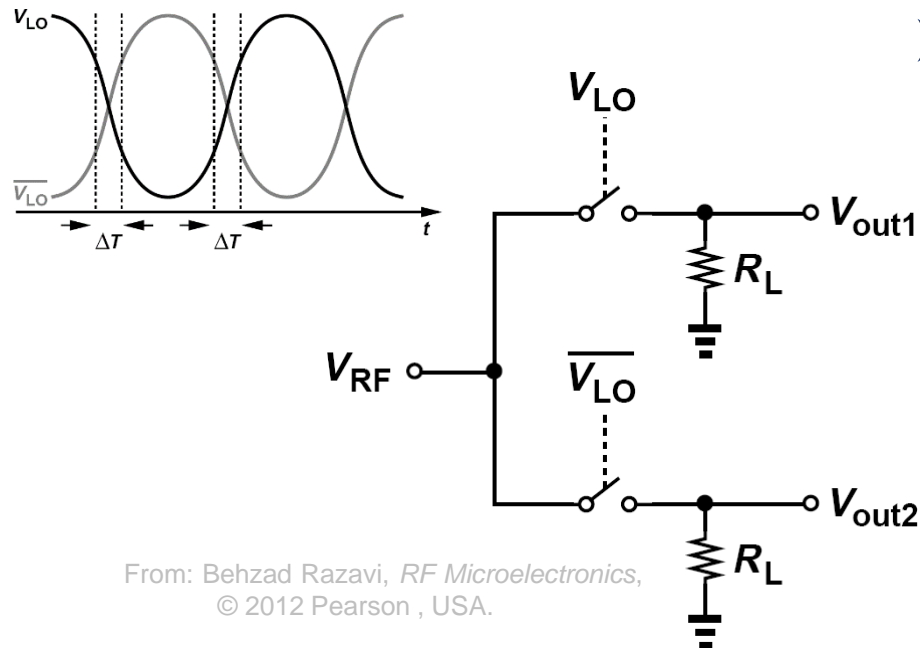 V_LO
V_LO
ΔT
ΔT
t
V_LO
V_out1
R_L
V_RF
V_LO
V_out2
R_L
From: Behzad Razavi, RF Microelectronics,
© 2012 Pearson , USA.